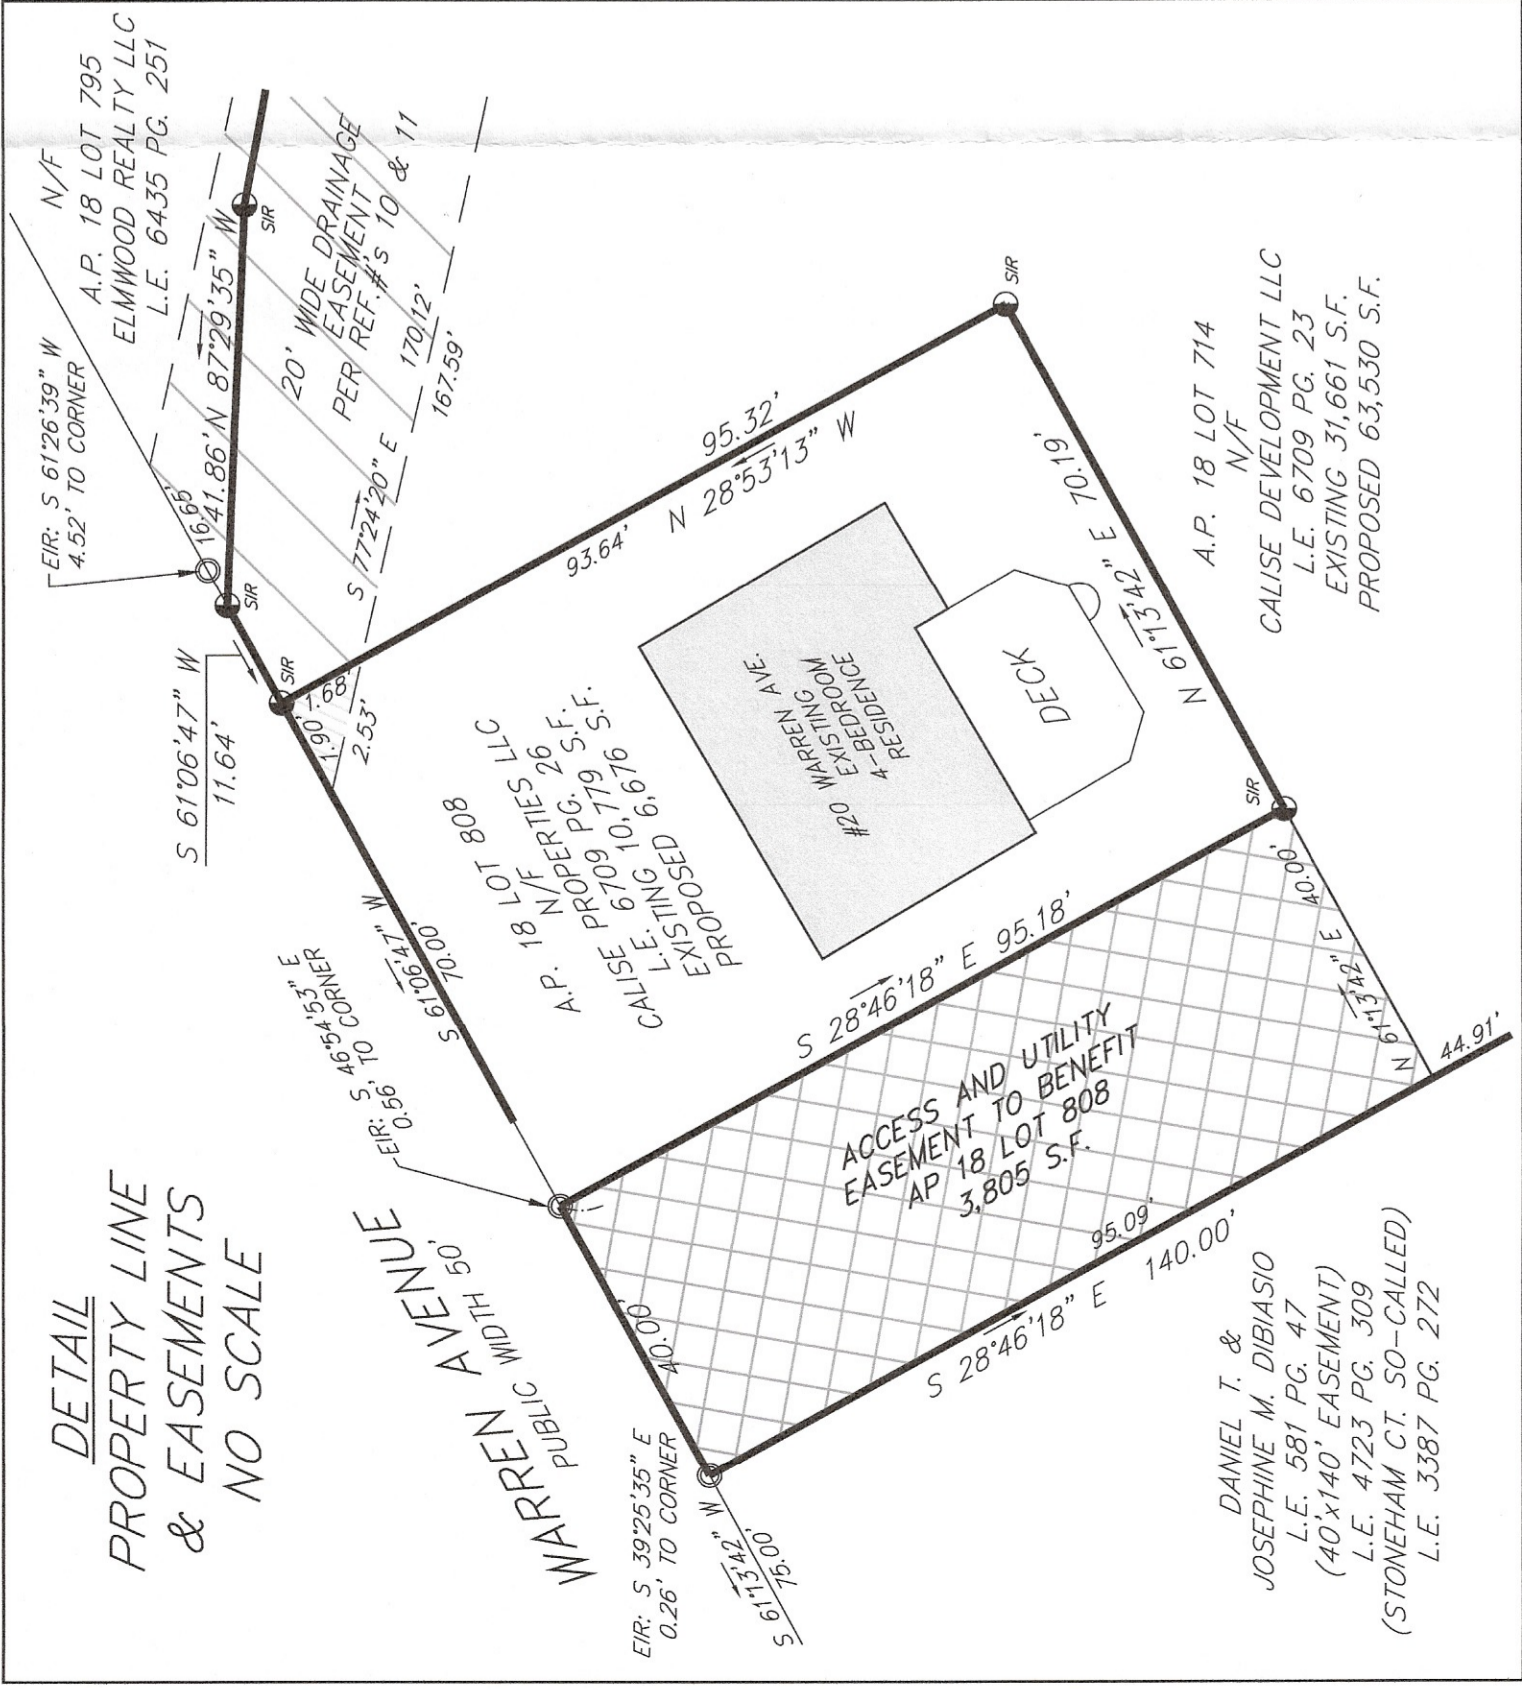 DETAIL
PROPERTY LINE
& EASEMENTS
NO SCALE
EIR: S 61°26'39" W
4.52' TO CORNER
N/F
A.P. 18 LOT 795
ELMWOOD REALTY LLC
L.E. 6435 PG. 251
16.65'
41.86' N 87°29'35" W
SIR
SIR
SIR
20' WIDE DRAINAGE
EASEMENT
PER REF.#'S 10 & 11
S 77°24'20" E
170.12'
167.59'
S 61°06'47" W
11.64'
1.90'
1.68'
2.53'
93.64'
95.32'
N 28°53'13" W
SIR
A.P. 18 LOT 808
N/F
CALISE PROPERTIES LLC
L.E. 6709 PG. 26
EXISTING 10,779 S.F.
PROPOSED 6,676 S.F.
#20 WARREN AVE.
EXISTING
4-BEDROOM
RESIDENCE
DECK
N 61°13'42" E 70.19'
SIR
A.P. 18 LOT 714
N/F
CALISE DEVELOPMENT LLC
L.E. 6709 PG. 23
EXISTING 31,661 S.F.
PROPOSED 63,530 S.F.
S 61°06'47" W
70.00'
EIR: S 46°54'53" E
0.56' TO CORNER
WARREN AVENUE
PUBLIC WIDTH 50'
S 28°46'18" E 95.18'
ACCESS AND UTILITY
EASEMENT TO BENEFIT
AP 18 LOT 808
3,805 S.F.
40.00'
N 61°13'42" E
44.91'
40.00'
95.09'
S 28°46'18" E 140.00'
EIR: S 39°25'35" E
0.26' TO CORNER
S 61°13'42" W
75.00'
DANIEL T. &
JOSEPHINE M. DIBIASIO
L.E. 581 PG. 47
(40'x140' EASEMENT)
L.E. 4723 PG. 309
(STONEHAM CT. SO-CALLED)
L.E. 3387 PG. 272